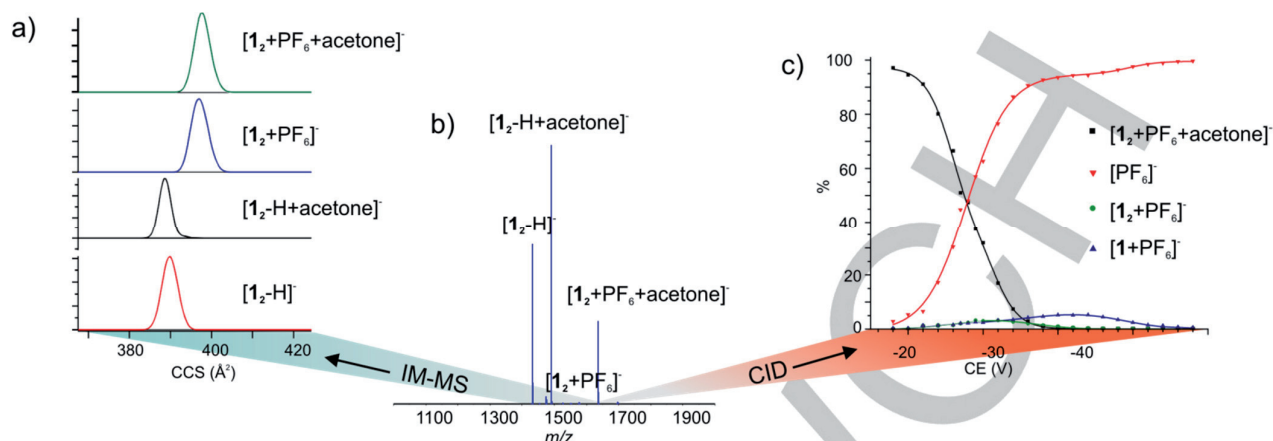 a)
[1₂+PF₆+acetone]⁻
[1₂+PF₆]⁻
[1₂-H+acetone]⁻
[1₂-H]⁻
380 400 420
CCS (Å²)
IM-MS
b)
[1₂-H+acetone]⁻
[1₂-H]⁻
[1₂+PF₆+acetone]⁻
[1₂+PF₆]⁻
1100 1300 1500 1700 1900
m/z
CID
c)
100
80
60
40
20
0
%
-20 -30 -40
CE (V)
[1₂+PF₆+acetone]⁻
[PF₆]⁻
[1₂+PF₆]⁻
[1+PF₆]⁻